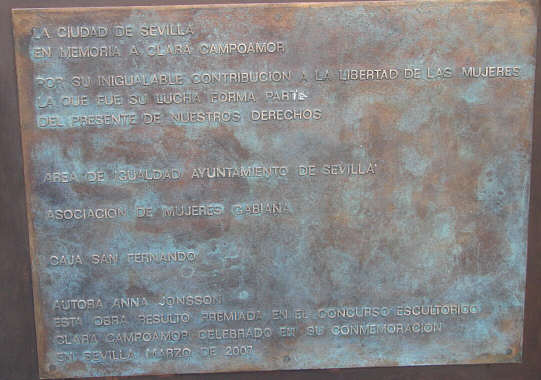 LA CIUDAD DE SEVILLA
EN MEMORIA A CLARA CAMPOAMOR
POR SU INIGUALABLE CONTRIBUCION A LA LIBERTAD DE LAS MUJERES
LA QUE FUE SU LUCHA FORMA PARTE
DEL PRESENTE DE NUESTROS DERECHOS
AREA DE IGUALDAD AYUNTAMIENTO DE SEVILLA
ASOCIACION DE MUJERES GABIANA
CAJA SAN FERNANDO
AUTORA ANNA JONSSON
ESTA OBRA RESULTO PREMIADA EN EL CONCURSO ESCULTORICO
CLARA CAMPOAMOR CELEBRADO EN SU CONMEMORACION
EN SEVILLA MARZO DE 2007